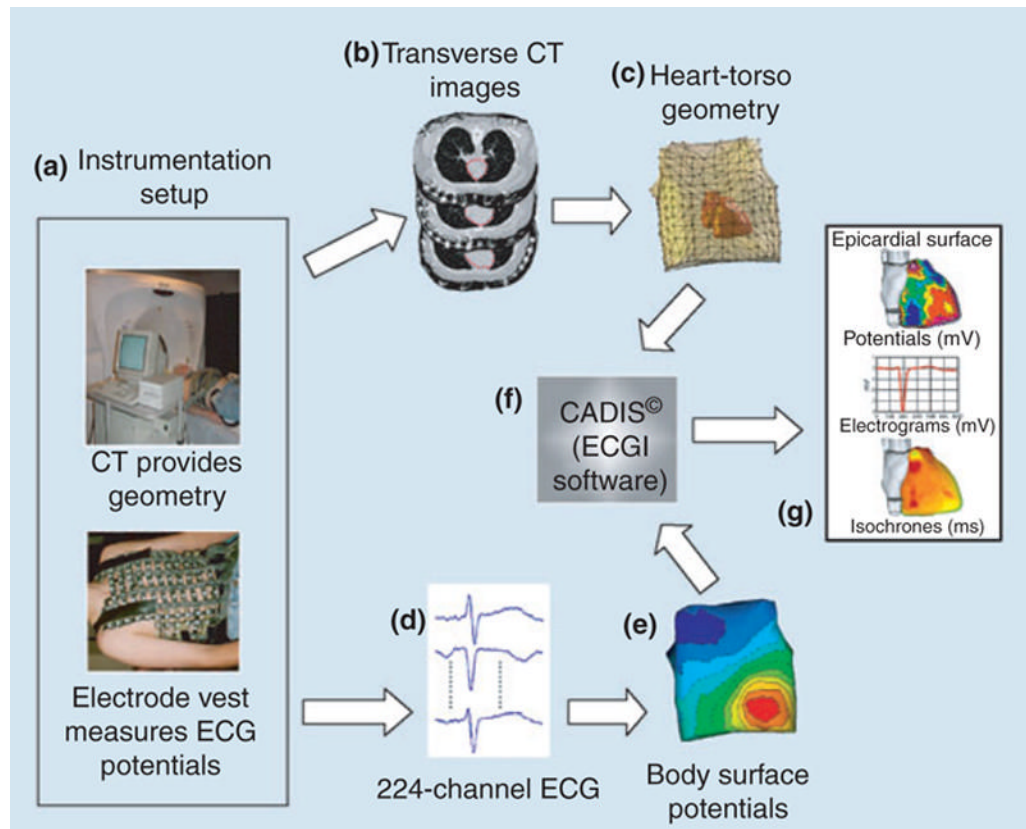 (a) Instrumentation
setup
CT provides
geometry
Electrode vest
measures ECG
potentials
(b) Transverse CT
images
(c) Heart-torso
geometry
(d)
224-channel ECG
(e)
Body surface
potentials
(f)
CADIS©
(ECGI
software)
(g)
Epicardial surface
Potentials (mV)
Electrograms (mV)
Isochrones (ms)